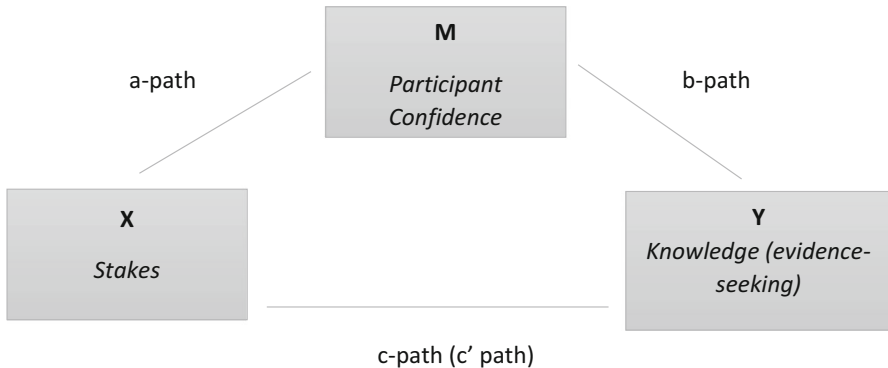 M
a-path
Participant
Confidence
b-path
X
Stakes
Y
Knowledge (evidence-
seeking)
c-path (c’ path)